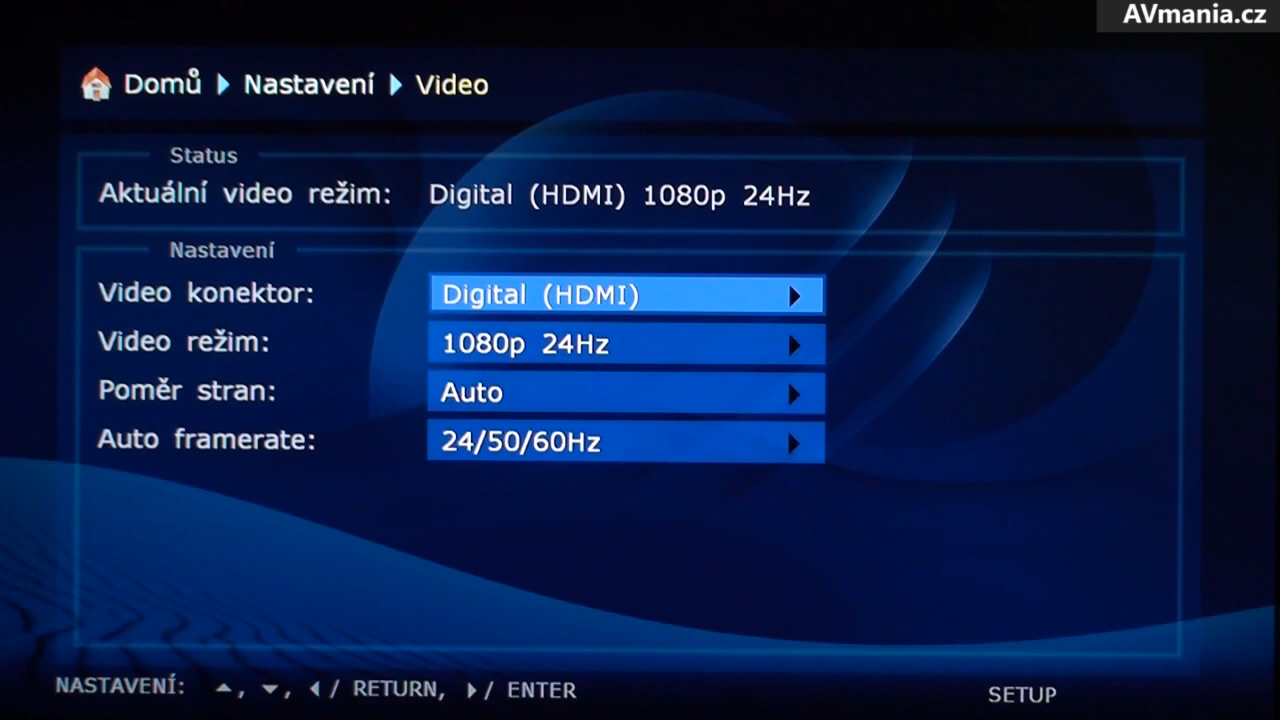 AVmania.cz
Domů Nastavení Video
Status
Aktuální video režim: Digital (HDMI) 1080p 24Hz
Nastavení
Video konektor: Digital (HDMI)
Video režim: 1080p 24Hz
Poměr stran: Auto
Auto framerate: 24/50/60Hz
NASTAVENÍ: ▲, ▼, ◀ / RETURN, ▶ / ENTER
SETUP